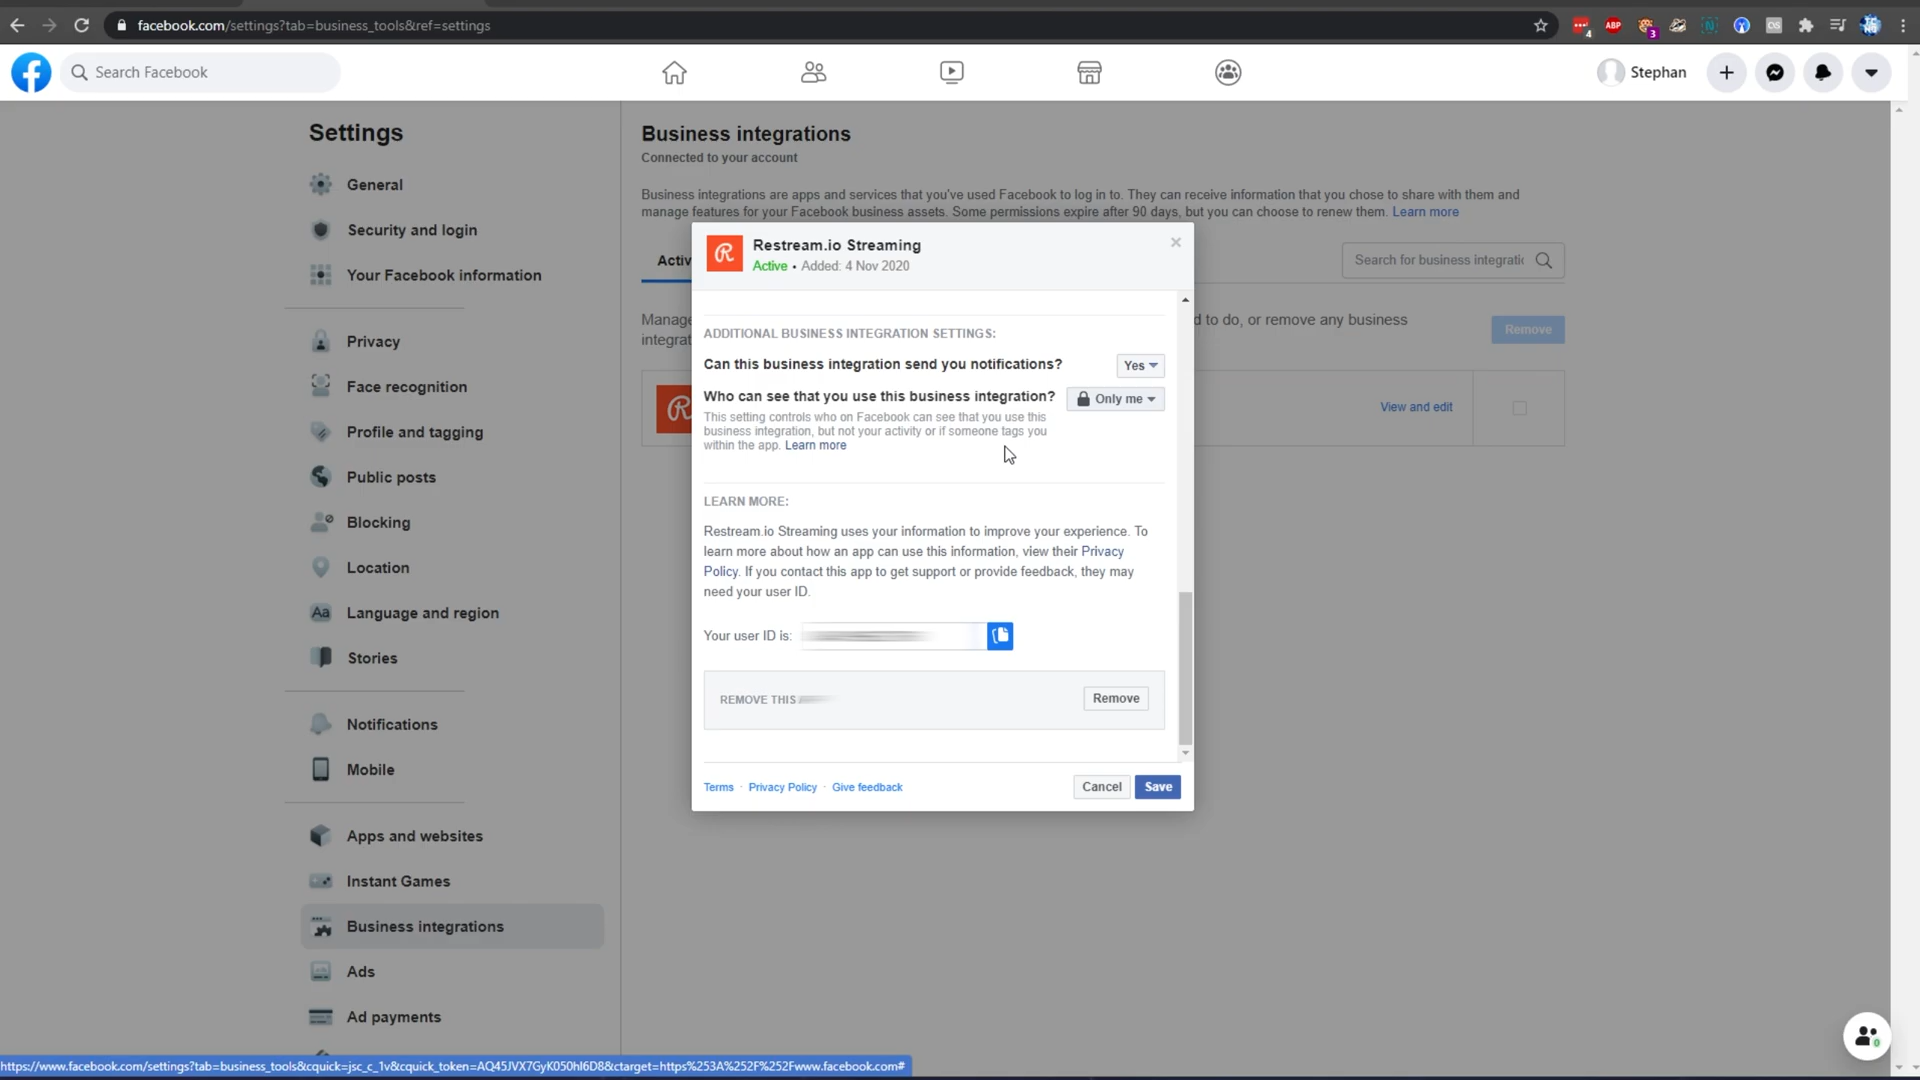 facebook.com/settings?tab=business_tools&ref=settings
4
ABP
3
Search Facebook
Stephan
Settings
General
Security and login
Your Facebook information
Privacy
Face recognition
Profile and tagging
Public posts
Blocking
Location
Aa
Language and region
Stories
Notifications
Mobile
Apps and websites
Instant Games
Business integrations
Ads
Ad payments
Business integrations
Connected to your account
Business integrations are apps and services that you've used Facebook to log in to. They can receive information that you chose to share with them and
manage features for your Facebook business assets. Some permissions expire after 90 days, but you can choose to renew them. Learn more
Activ
Search for business integratic
Manage
d to do, or remove any business
integrat
Remove
View and edit
Restream.io Streaming
Active • Added: 4 Nov 2020
ADDITIONAL BUSINESS INTEGRATION SETTINGS:
Can this business integration send you notifications?
Yes
Who can see that you use this business integration?
Only me
This setting controls who on Facebook can see that you use this
business integration, but not your activity or if someone tags you
within the app. Learn more
LEARN MORE:
Restream.io Streaming uses your information to improve your experience. To
learn more about how an app can use this information, view their Privacy
Policy. If you contact this app to get support or provide feedback, they may
need your user ID.
Your user ID is:
REMOVE THIS
Remove
Terms · Privacy Policy · Give feedback
Cancel
Save
0
https://www.facebook.com/settings?tab=business_tools&cquick=jsc_c_1v&cquick_token=AQ45JVX7GyK050hI6D8&ctarget=https%253A%252F%252Fwww.facebook.com#